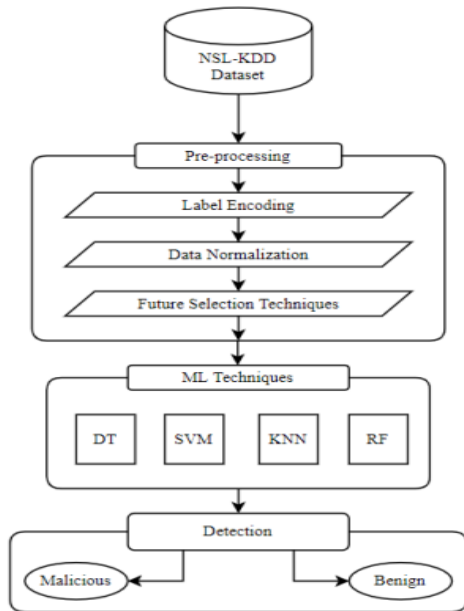 NSL-KDD
Dataset
Pre-processing
Label Encoding
Data Normalization
Future Selection Techniques
ML Techniques
DT SVM KNN RF
Detection
Malicious Benign